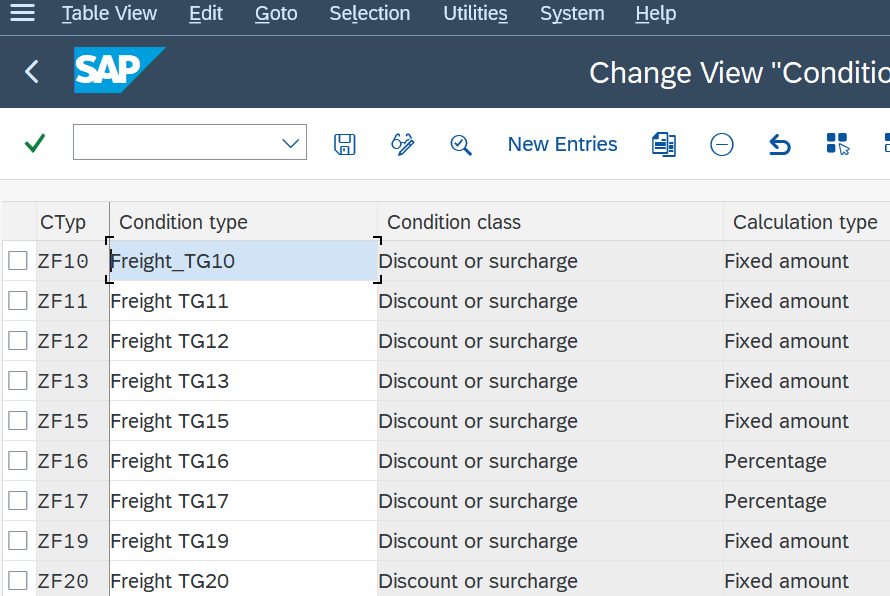 Table View Edit Goto Selection Utilities System Help
SAP Change View "Conditio
New Entries
CTyp Condition type Condition class Calculation type
ZF10 Freight_TG10 Discount or surcharge Fixed amount
ZF11 Freight TG11 Discount or surcharge Fixed amount
ZF12 Freight TG12 Discount or surcharge Fixed amount
ZF13 Freight TG13 Discount or surcharge Fixed amount
ZF15 Freight TG15 Discount or surcharge Fixed amount
ZF16 Freight TG16 Discount or surcharge Percentage
ZF17 Freight TG17 Discount or surcharge Percentage
ZF19 Freight TG19 Discount or surcharge Fixed amount
ZF20 Freight TG20 Discount or surcharge Fixed amount